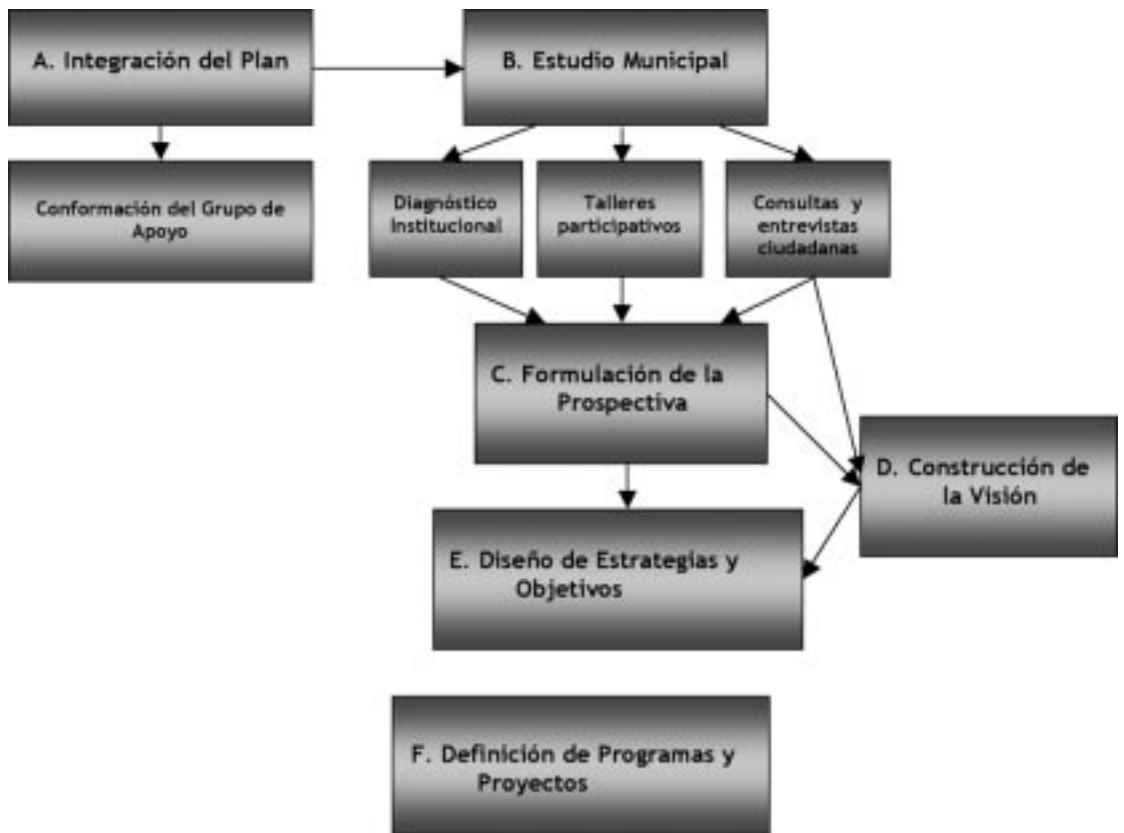 A. Integración del Plan
B. Estudio Municipal
Conformación del Grupo de
Apoyo
Diagnóstico
Institucional
Talleres
participativos
Consultas y
entrevistas
ciudadanas
C. Formulación de la
Prospectiva
D. Construcción de
la Visión
E. Diseño de Estrategias y
Objetivos
F. Definición de Programas y
Proyectos